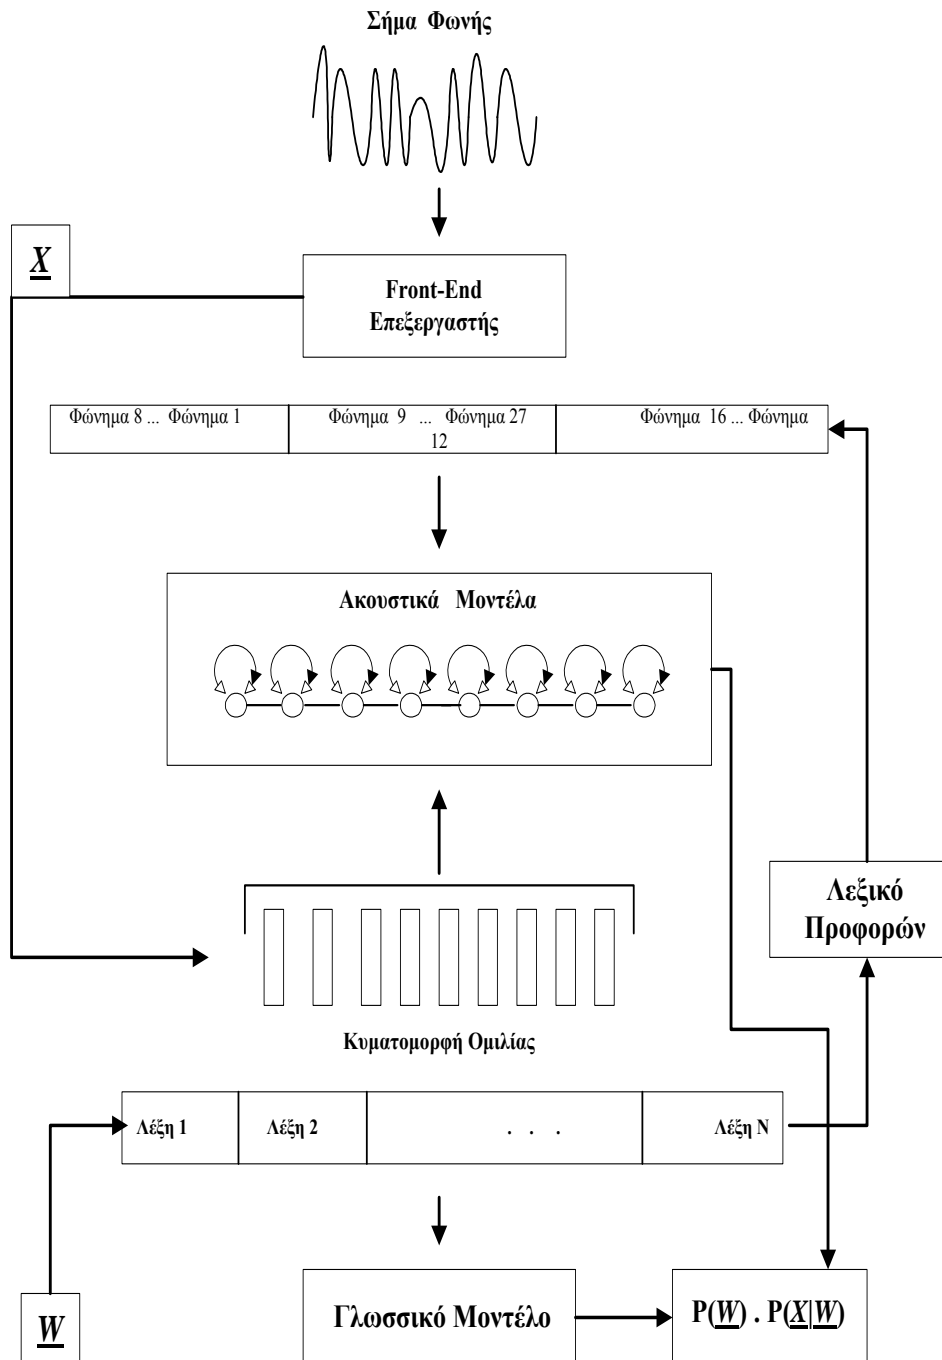 Σήμα Φωνής
X
Front-End
Επεξεργαστής
Φώνημα 8 ... Φώνημα 1
Φώνημα 9 ... Φώνημα 27
12
Φώνημα 16 ... Φώνημα
Ακουστικά Μοντέλα
Λεξικό
Προφορών
Κυματομορφή Ομιλίας
Λέξη 1
Λέξη 2
. . .
Λέξη Ν
W
Γλωσσικό Μοντέλο
P(W) . P(X|W)